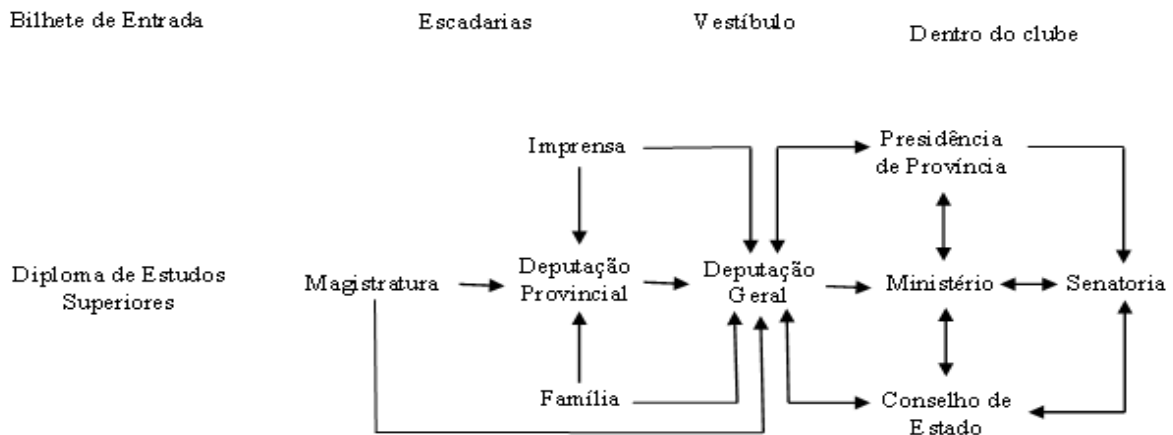 Bilhete de Entrada
Escadarias
Vestíbulo
Dentro do clube
Imprensa
Presidência
de Província
Diploma de Estudos
Superiores
Magistratura
Deputação
Provincial
Deputação
Geral
Ministério
Senatoria
Família
Conselho de
Estado